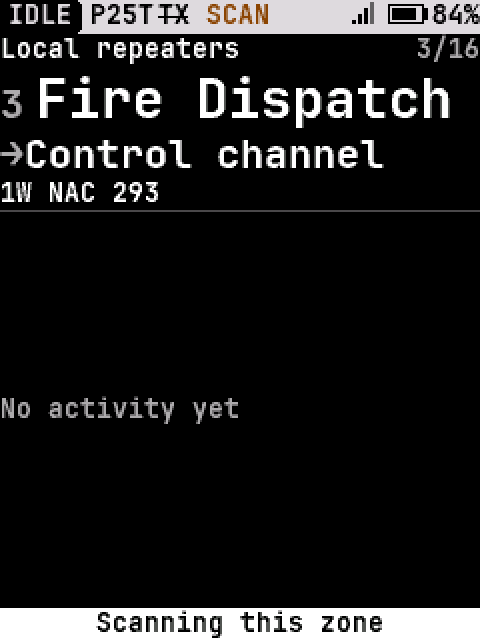 IDLE P25T TX SCAN 84%
Local repeaters 3/16
3 Fire Dispatch
→Control channel
1W NAC 293
No activity yet
Scanning this zone